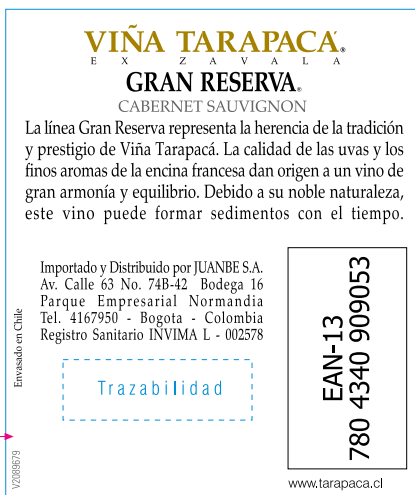 VIÑA TARAPACÁ®
EX ZAVALA
GRAN RESERVA®
CABERNET SAUVIGNON
La línea Gran Reserva representa la herencia de la tradición
y prestigio de Viña Tarapacá. La calidad de las uvas y los
finos aromas de la encina francesa dan origen a un vino de
gran armonía y equilibrio. Debido a su noble naturaleza,
este vino puede formar sedimentos con el tiempo.
Importado y Distribuido por JUANBE S.A.
Av. Calle 63 No. 74B-42 Bodega 16
Parque Empresarial Normandia
Tel. 4167950 - Bogota - Colombia
Registro Sanitario INVIMA L - 002578
Trazabilidad
Envasado en Chile
V2089679
EAN-13
780 4340 909053
www.tarapaca.cl